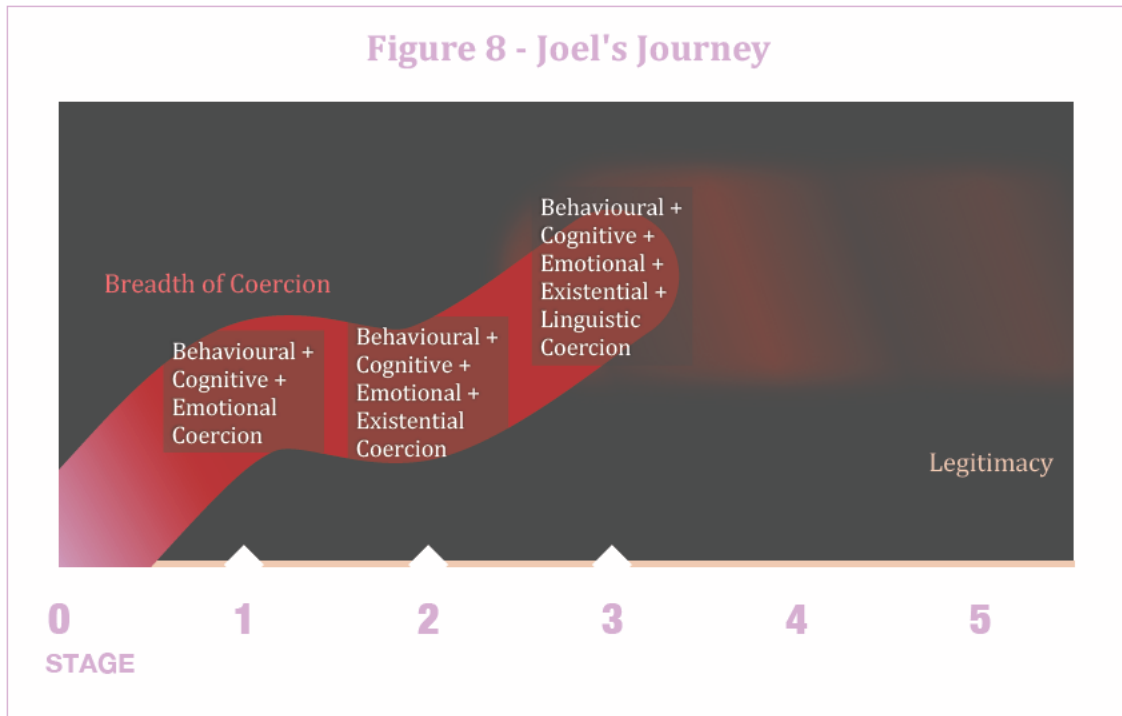 Figure 8 - Joel's Journey
Breadth of Coercion
Behavioural +
Cognitive +
Emotional
Coercion
Behavioural +
Cognitive +
Emotional +
Existential
Coercion
Behavioural +
Cognitive +
Emotional +
Existential +
Linguistic
Coercion
Legitimacy
0 1 2 3 4 5
STAGE